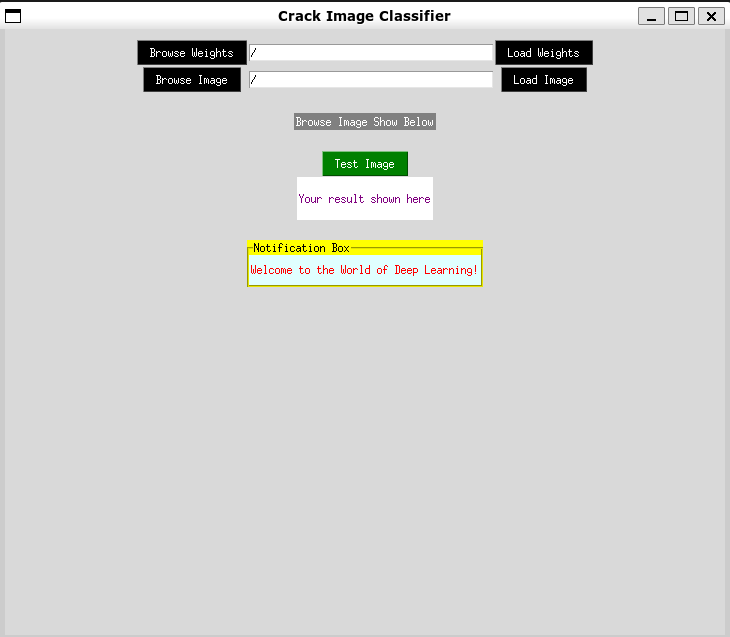 Crack Image Classifier
Browse Weights / Load Weights
Browse Image / Load Image
Browse Image Show Below
Test Image
Your result shown here
Notification Box
Welcome to the World of Deep Learning!